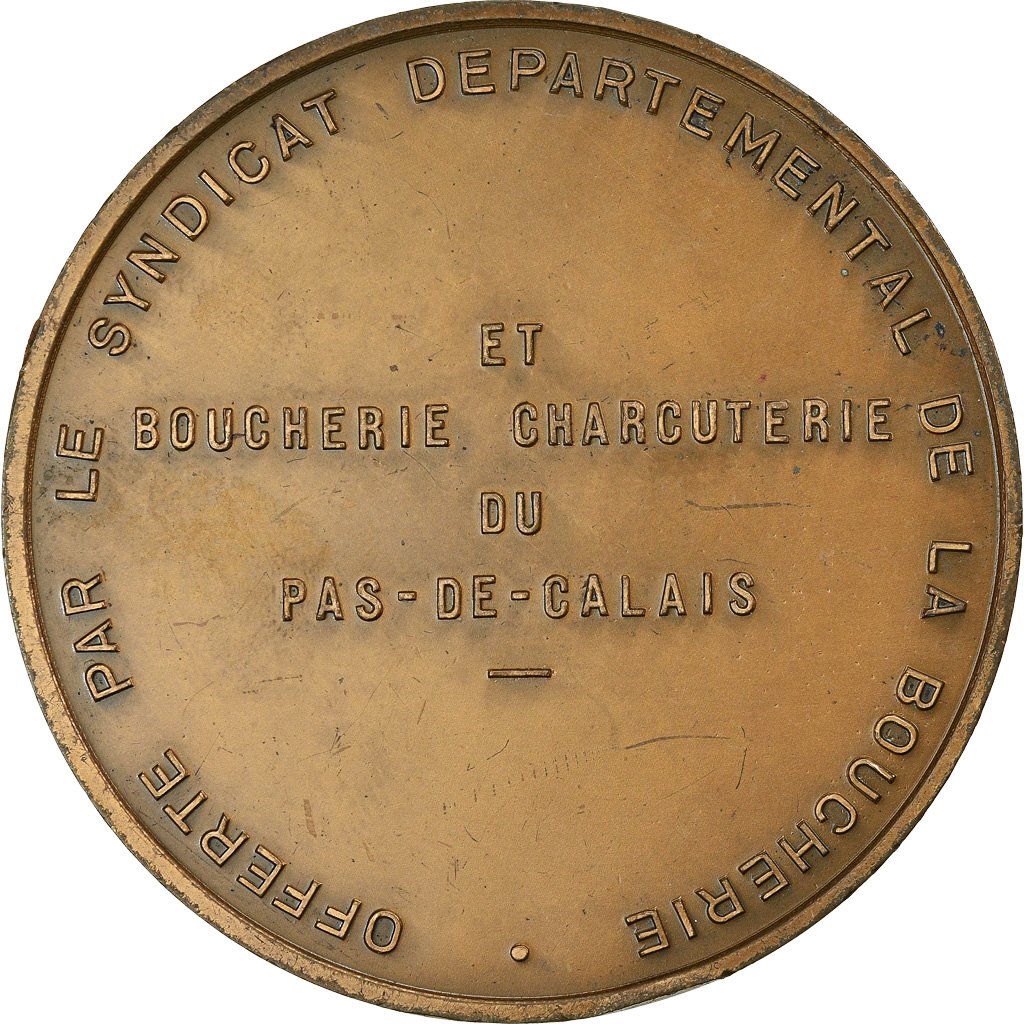 OFFERTE PAR LE SYNDICAT DEPARTEMENTAL DE LA BOUCHERIE
ET
BOUCHERIE CHARCUTERIE
DU
PAS-DE-CALAIS